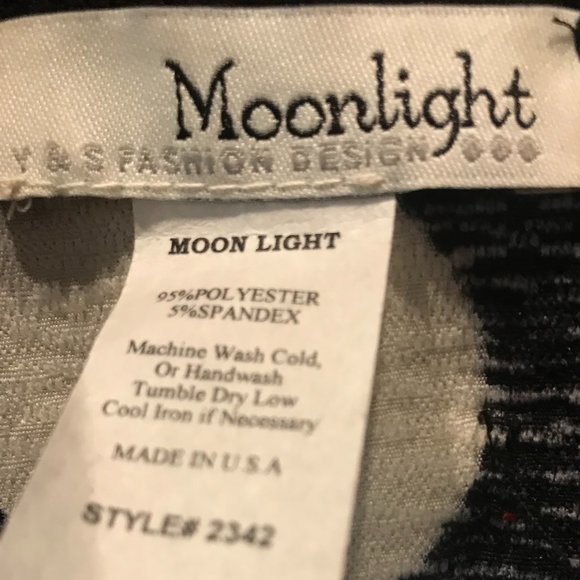 Moonlight
Y & S FASHION DESIGN
MOON LIGHT
95%POLYESTER
5%SPANDEX
Machine Wash Cold,
Or Handwash
Tumble Dry Low
Cool Iron if Necessary
MADE IN U.S.A
STYLE# 2342